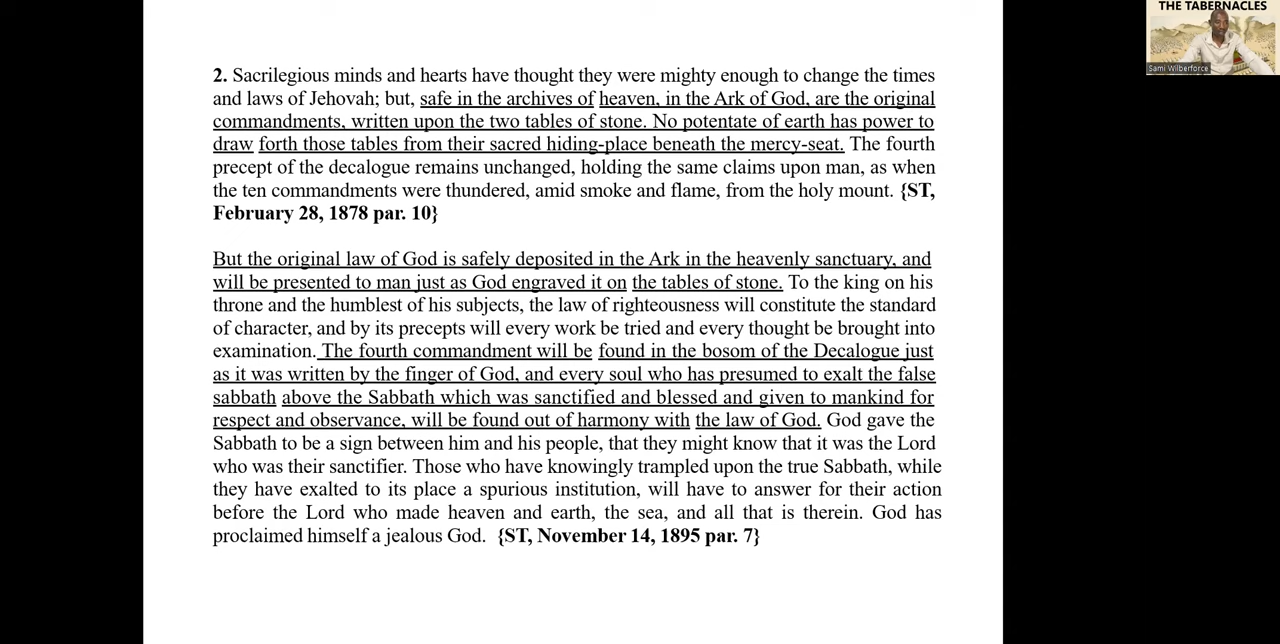 THE TABERNACLES
Sami Wilberforce
2. Sacrilegious minds and hearts have thought they were mighty enough to change the times
and laws of Jehovah; but, safe in the archives of heaven, in the Ark of God, are the original
commandments, written upon the two tables of stone. No potentate of earth has power to
draw forth those tables from their sacred hiding-place beneath the mercy-seat. The fourth
precept of the decalogue remains unchanged, holding the same claims upon man, as when
the ten commandments were thundered, amid smoke and flame, from the holy mount. {ST,
February 28, 1878 par. 10}
But the original law of God is safely deposited in the Ark in the heavenly sanctuary, and
will be presented to man just as God engraved it on the tables of stone. To the king on his
throne and the humblest of his subjects, the law of righteousness will constitute the standard
of character, and by its precepts will every work be tried and every thought be brought into
examination. The fourth commandment will be found in the bosom of the Decalogue just
as it was written by the finger of God, and every soul who has presumed to exalt the false
sabbath above the Sabbath which was sanctified and blessed and given to mankind for
respect and observance, will be found out of harmony with the law of God. God gave the
Sabbath to be a sign between him and his people, that they might know that it was the Lord
who was their sanctifier. Those who have knowingly trampled upon the true Sabbath, while
they have exalted to its place a spurious institution, will have to answer for their action
before the Lord who made heaven and earth, the sea, and all that is therein. God has
proclaimed himself a jealous God. {ST, November 14, 1895 par. 7}